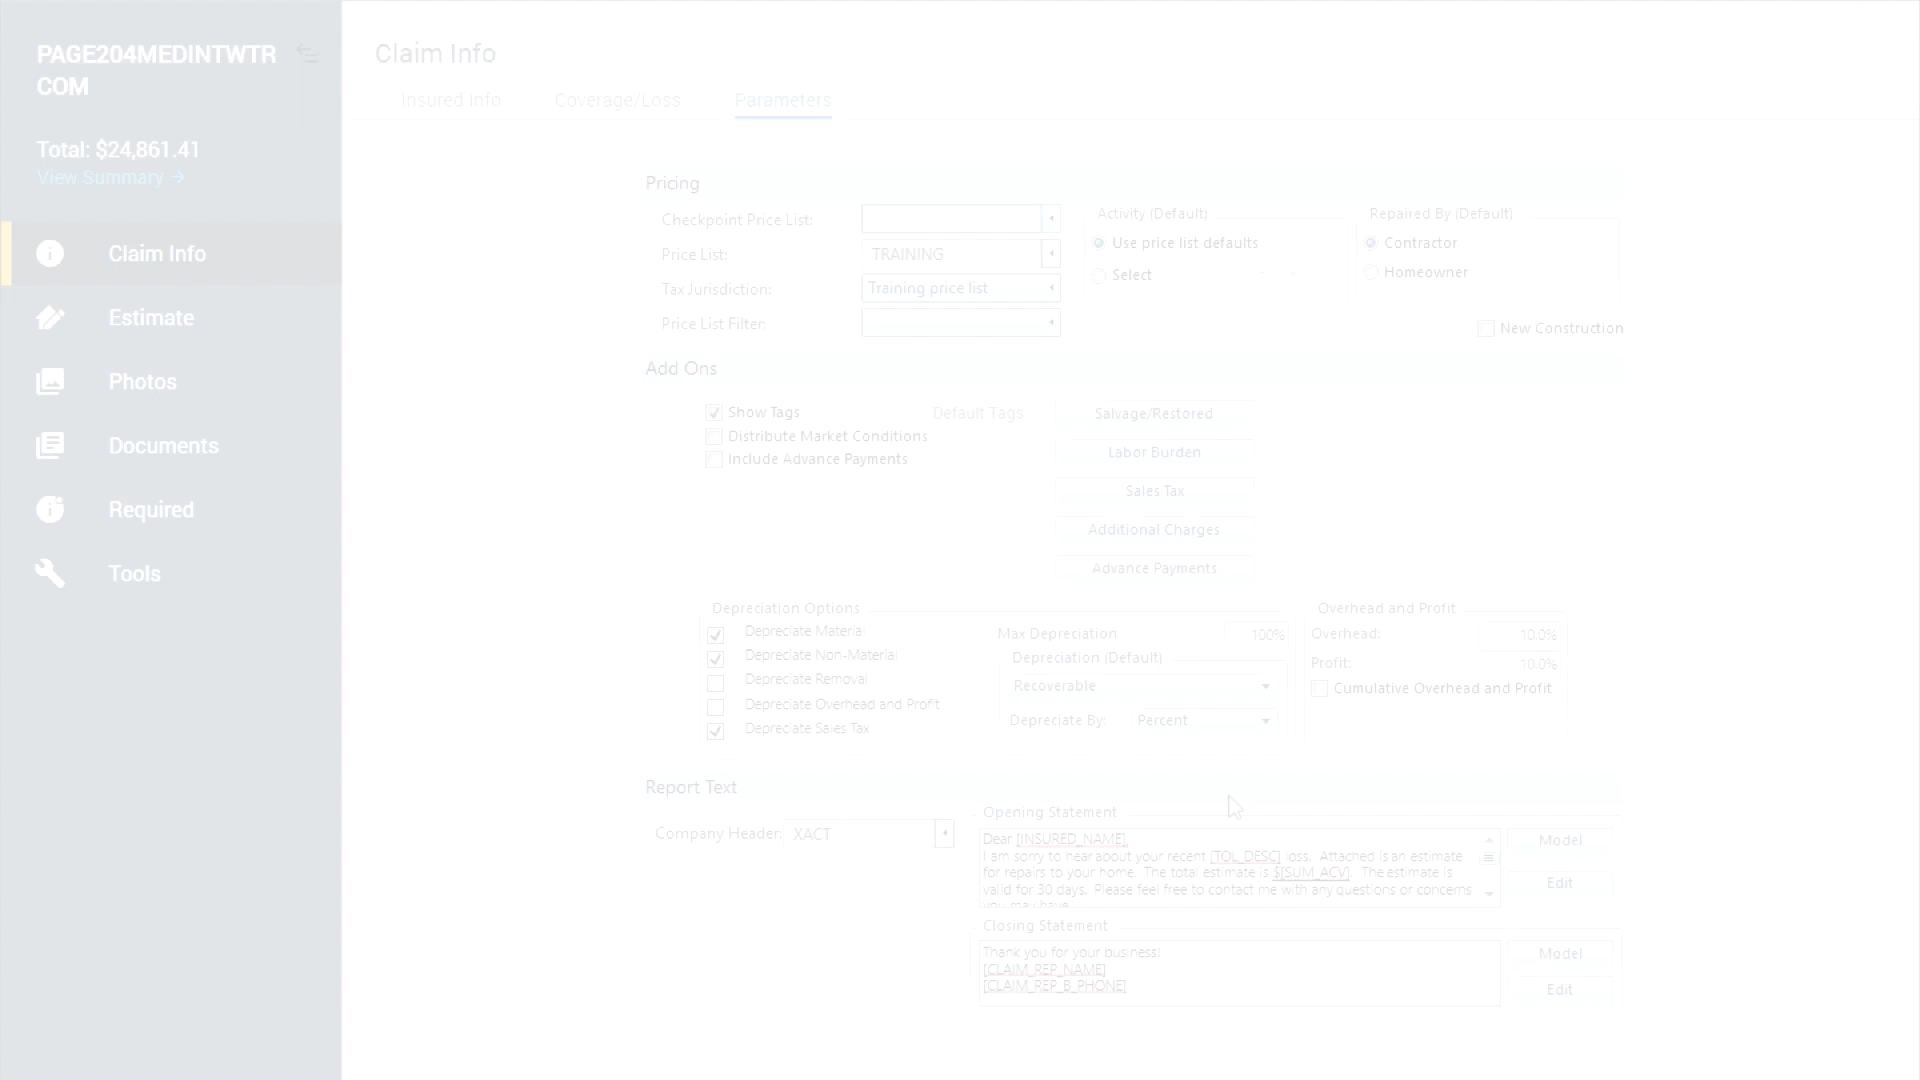 PAGE204MEDINTWTR
COM
Total: $24,861.41
View Summary →
Claim Info
Estimate
Photos
Documents
Required
Tools
Claim Info
Insured Info
Coverage/Loss
Parameters
Pricing
Checkpoint Price List:
Price List:
TRAINING
Tax Jurisdiction:
Training price list
Price List Filter:
Activity (Default)
Use price list defaults
Select
Repaired By (Default)
Contractor
Homeowner
New Construction
Add Ons
Show Tags
Default Tags
Distribute Market Conditions
Include Advance Payments
Salvage/Restored
Labor Burden
Sales Tax
Additional Charges
Advance Payments
Depreciation Options
Depreciate Material
Depreciate Non-Material
Depreciate Removal
Depreciate Overhead and Profit
Depreciate Sales Tax
Max Depreciation
100%
Depreciation (Default)
Recoverable
Depreciate By:
Percent
Overhead and Profit
Overhead:
10.0%
Profit:
10.0%
Cumulative Overhead and Profit
Report Text
Company Header:
XACT
Opening Statement
Dear [INSURED_NAME],
I am sorry to hear about your recent [TOL_DESC] loss.  Attached is an estimate
for repairs to your home.  The total estimate is $[SUM_ACV].  The estimate is
valid for 30 days.  Please feel free to contact me with any questions or concerns
you may have.
Model
Edit
Closing Statement
Thank you for your business!
[CLAIM_REP_NAME]
[CLAIM_REP_B_PHONE]
Model
Edit